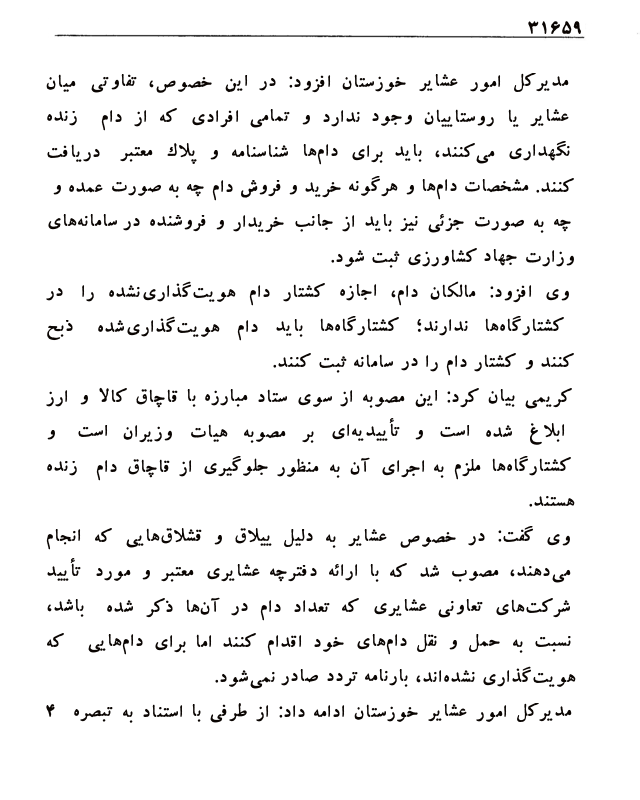 ۳۱۶۵۹
مدیرکل امور عشایر خوزستان افزود: در این خصوص، تفاوتی میان
عشایر یا روستاییان وجود ندارد و تمامی افرادی که از دام زنده
نگهداری می‌کنند، باید برای دام‌ها شناسنامه و پلاك معتبر دریافت
کنند. مشخصات دام‌ها و هرگونه خرید و فروش دام چه به صورت عمده و
چه به صورت جزئی نیز باید از جانب خریدار و فروشنده در سامانه‌های
وزارت جهاد کشاورزی ثبت شود.
وی افزود: مالکان دام، اجازه کشتار دام هویت‌گذاری‌نشده را در
کشتارگاه‌ها ندارند؛ کشتارگاه‌ها باید دام هویت‌گذاری‌شده ذبح
کنند و کشتار دام را در سامانه ثبت کنند.
کریمی بیان کرد: این مصوبه از سوی ستاد مبارزه با قاچاق کالا و ارز
ابلاغ شده است و تأییدیه‌ای بر مصوبه هیات وزیران است و
کشتارگاه‌ها ملزم به اجرای آن به منظور جلوگیری از قاچاق دام زنده
هستند.
وی گفت: در خصوص عشایر به دلیل ییلاق و قشلاق‌هایی که انجام
می‌دهند، مصوب شد که با ارائه دفترچه عشایری معتبر و مورد تأیید
شرکت‌های تعاونی عشایری که تعداد دام در آن‌ها ذکر شده باشد،
نسبت به حمل و نقل دام‌های خود اقدام کنند اما برای دام‌هایی که
هویت‌گذاری نشده‌اند، بارنامه تردد صادر نمی‌شود.
مدیرکل امور عشایر خوزستان ادامه داد: از طرفی با استناد به تبصره ۴